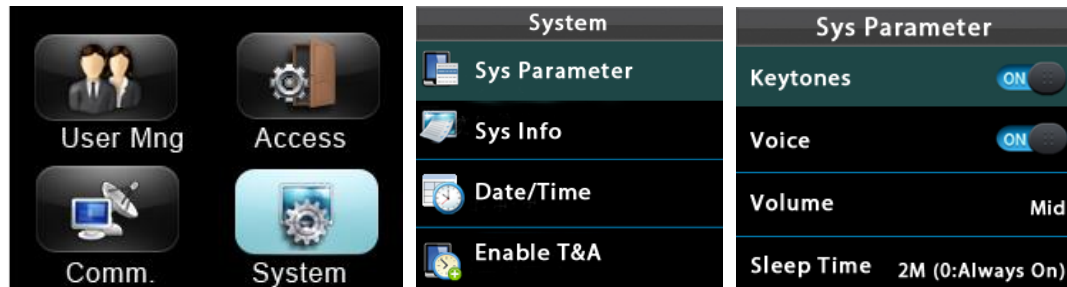 User Mng
Access
Comm.
System
System
Sys Parameter
Sys Info
Date/Time
Enable T&A
Sys Parameter
Keytones ON
Voice ON
Volume Mid
Sleep Time 2M (0:Always On)